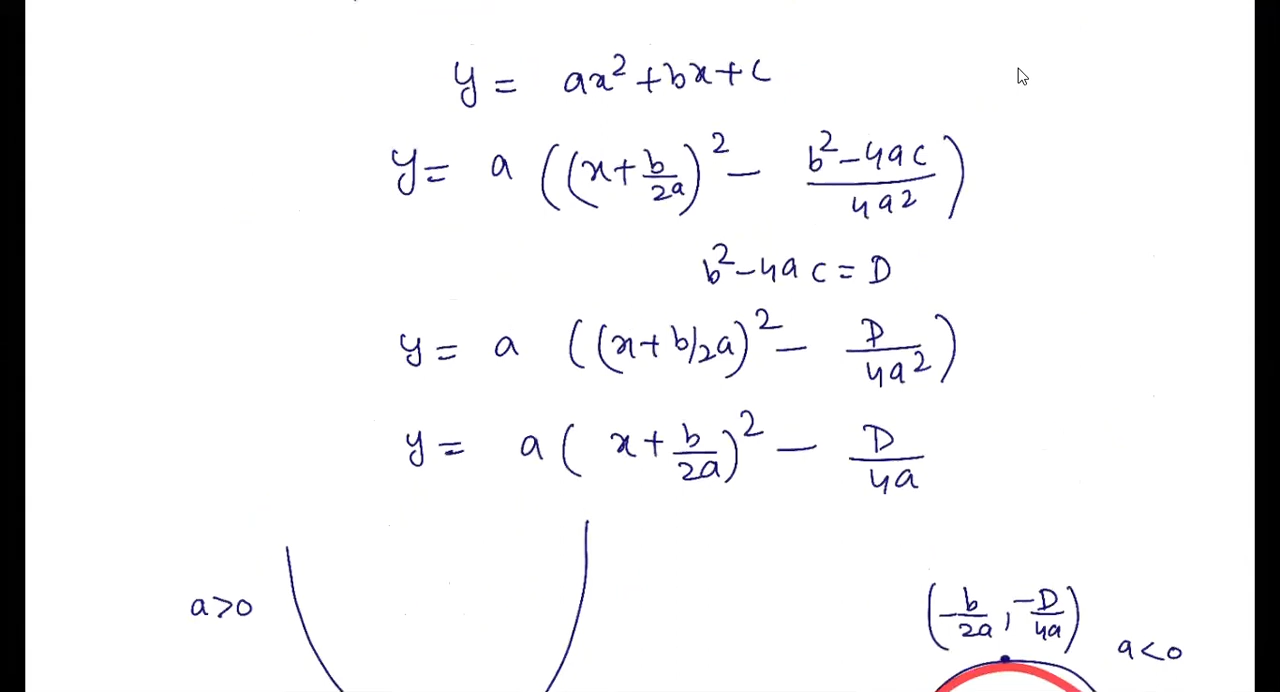 y = ax² + bx + c
y = a ((x + b/2a)² − (b² − 4ac)/4a²)
b² − 4ac = D
y = a ((x + b/2a)² − D/4a²)
y = a (x + b/2a)² − D/4a
a>0
(−b/2a, −D/4a)
a<0